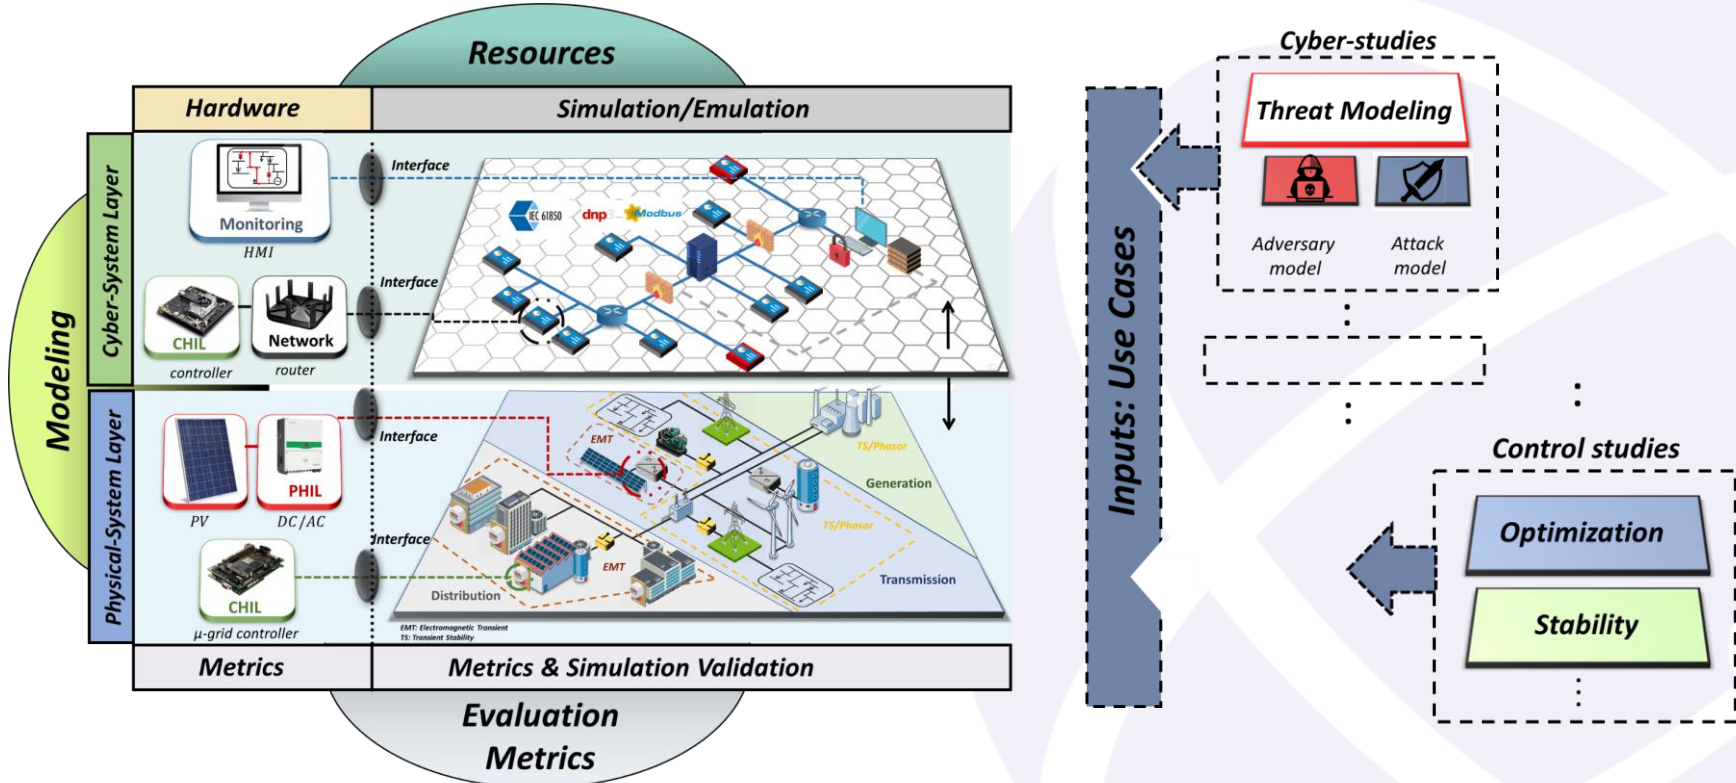 Resources
Hardware
Simulation/Emulation
Modeling
Cyber-System Layer
Monitoring
HMI
CHIL
controller
Network
router
Interface
Interface
IEC 61850
dnp3
Modbus
Physical-System Layer
PV
PHIL
DC/AC
CHIL
μ-grid controller
Interface
Interface
EMT
TS/Phasor
Generation
TS/Phasor
EMT
Transmission
Distribution
EMT: Electromagnetic Transient
TS: Transient Stability
Metrics
Metrics & Simulation Validation
Evaluation
Metrics
Inputs: Use Cases
Cyber-studies
Threat Modeling
Adversary
model
Attack
model
Control studies
Optimization
Stability